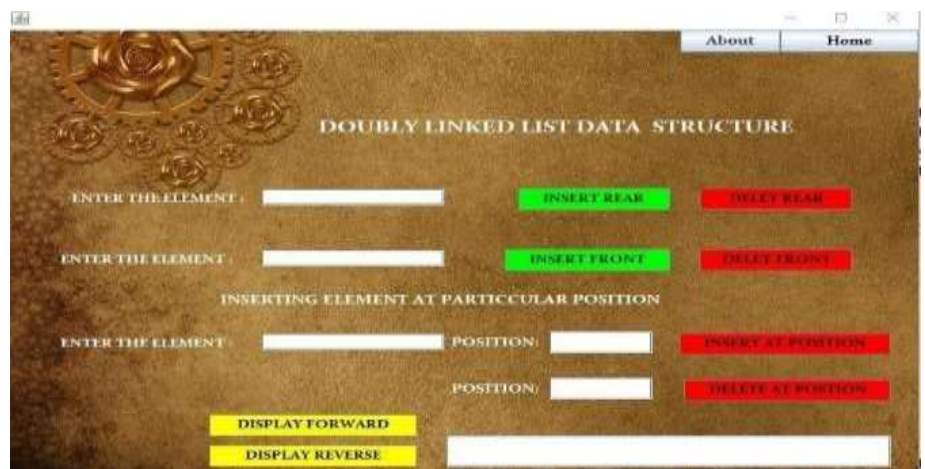 About Home
DOUBLY LINKED LIST DATA STRUCTURE
ENTER THE ELEMENT : INSERT REAR DELET REAR
ENTER THE ELEMENT : INSERT FRONT DELET FRONT
INSERTING ELEMENT AT PARTICCULAR POSITION
ENTER THE ELEMENT : POSITION: INSERT AT POSITION
POSITION: DELETE AT POSTION
DISPLAY FORWARD
DISPLAY REVERSE